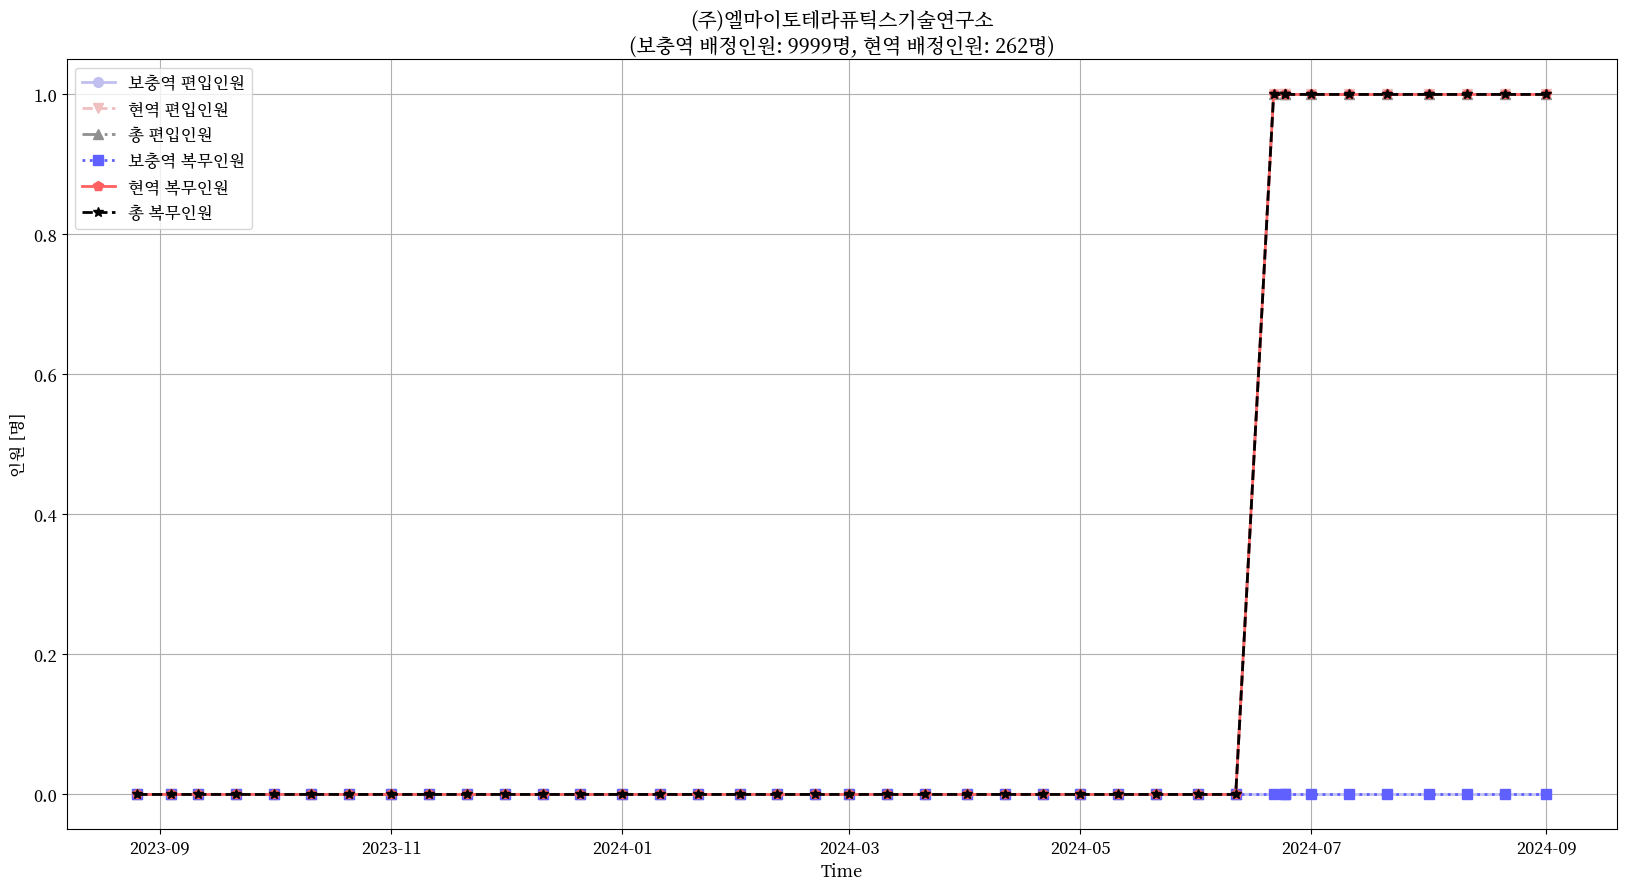 (주)엘마이토테라퓨틱스기술연구소
(보충역 배정인원: 9999명, 현역 배정인원: 262명)
보충역 편입인원
현역 편입인원
총 편입인원
보충역 복무인원
현역 복무인원
총 복무인원
1.0
0.8
0.6
0.4
0.2
0.0
인원 [명]
2023-09
2023-11
2024-01
2024-03
2024-05
2024-07
2024-09
Time